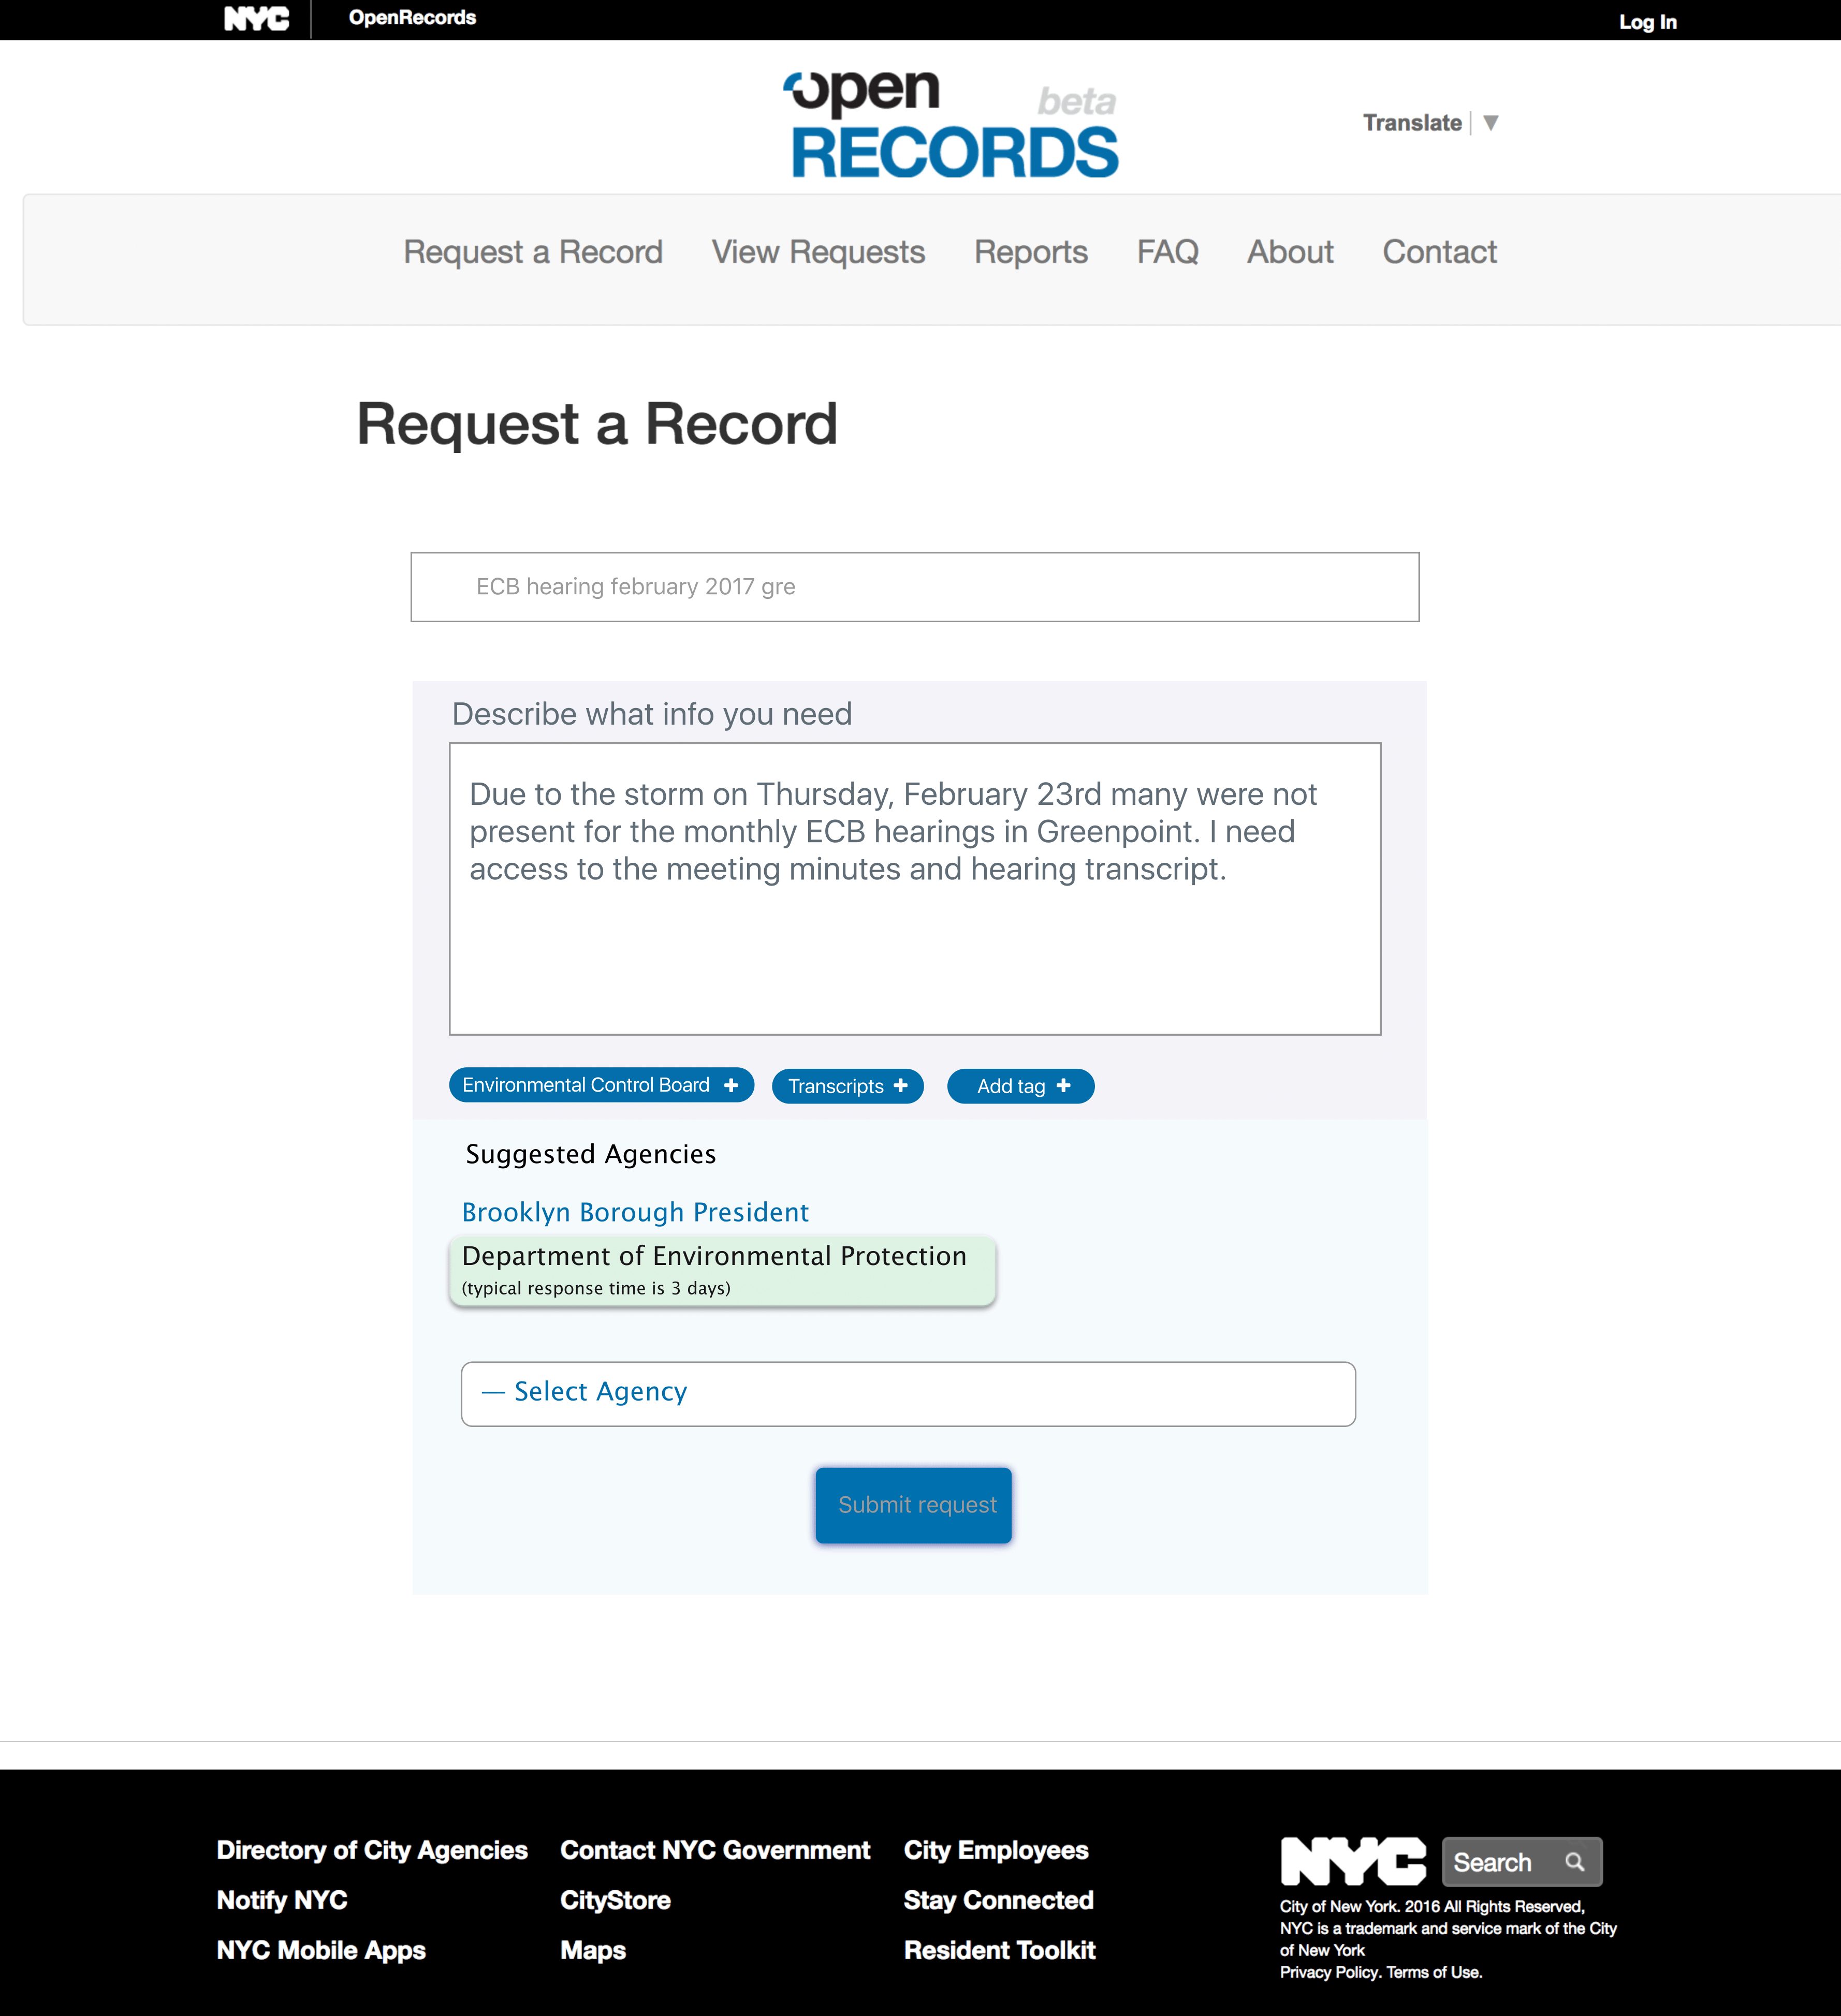 NYC
OpenRecords
Log In
open
beta
RECORDS
Translate ▼
Request a Record View Requests Reports FAQ About Contact
Request a Record
ECB hearing february 2017 gre
Describe what info you need
Due to the storm on Thursday, February 23rd many were not
present for the monthly ECB hearings in Greenpoint. I need
access to the meeting minutes and hearing transcript.
Environmental Control Board + Transcripts + Add tag +
Suggested Agencies
Brooklyn Borough President
Department of Environmental Protection
(typical response time is 3 days)
— Select Agency
Submit request
Directory of City Agencies
Notify NYC
NYC Mobile Apps
Contact NYC Government
CityStore
Maps
City Employees
Stay Connected
Resident Toolkit
NYC
Search
City of New York. 2016 All Rights Reserved,
NYC is a trademark and service mark of the City
of New York
Privacy Policy. Terms of Use.